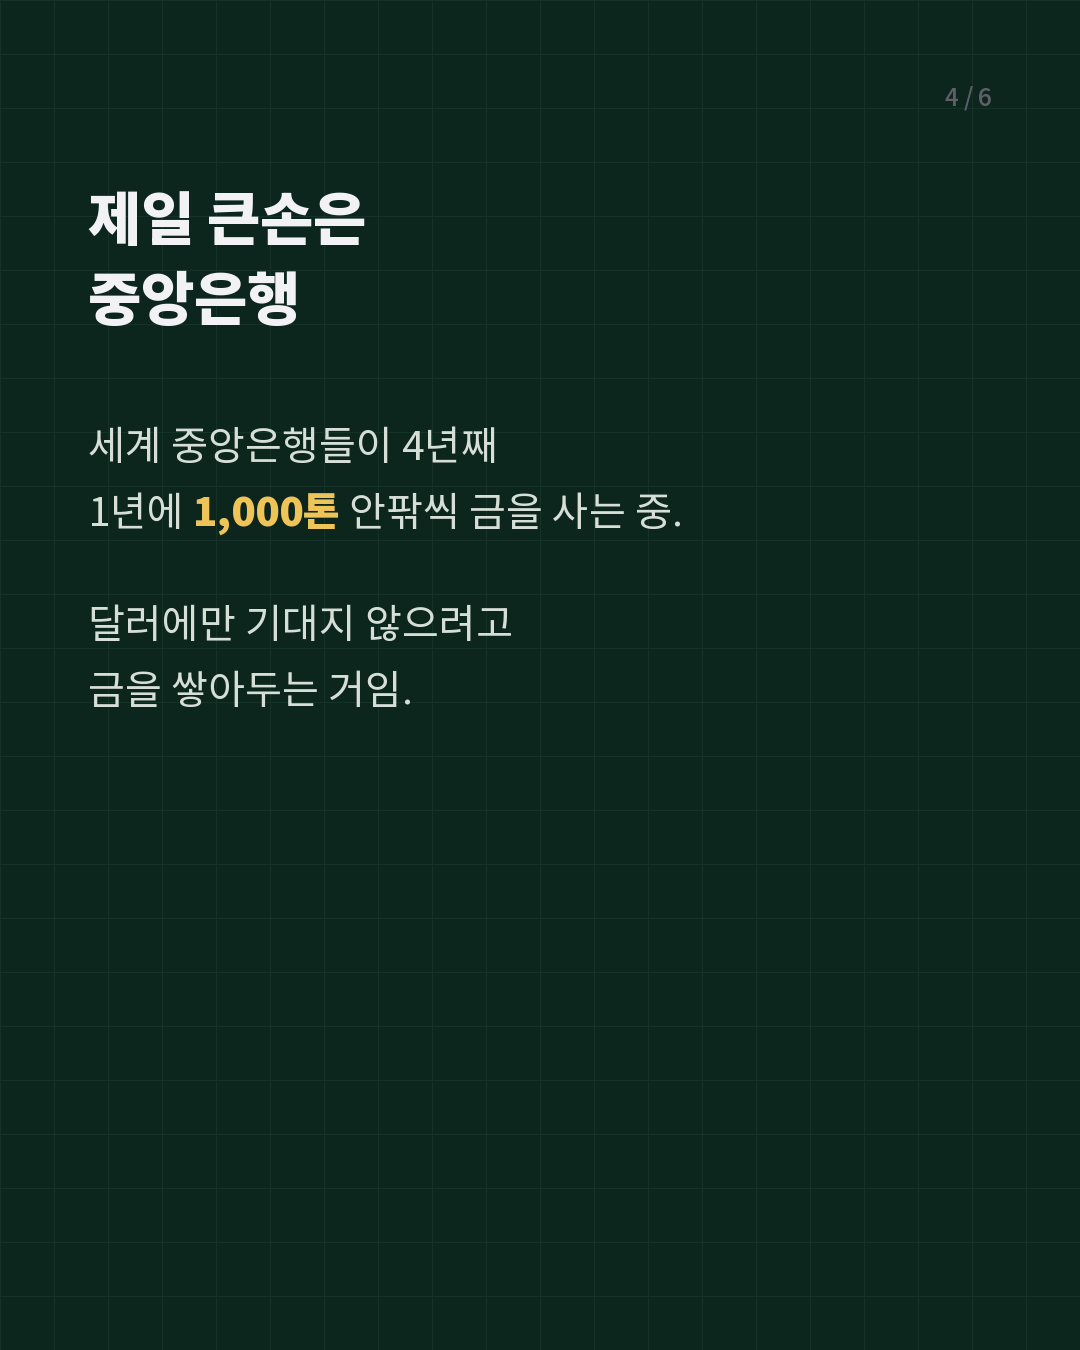 4 / 6
제일 큰손은
중앙은행
세계 중앙은행들이 4년째
1년에 1,000톤 안팎씩 금을 사는 중.
달러에만 기대지 않으려고
금을 쌓아두는 거임.